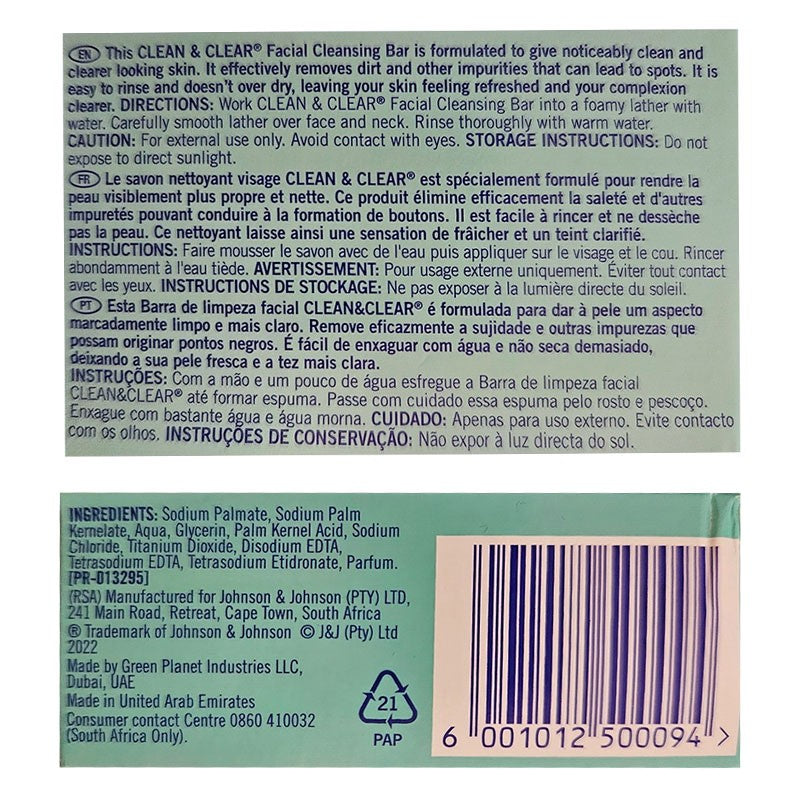 EN This CLEAN & CLEAR® Facial Cleansing Bar is formulated to give noticeably clean and
clearer looking skin. It effectively removes dirt and other impurities that can lead to spots. It is
easy to rinse and doesn't over dry, leaving your skin feeling refreshed and your complexion
clearer. DIRECTIONS: Work CLEAN & CLEAR® Facial Cleansing Bar into a foamy lather with
water. Carefully smooth lather over face and neck. Rinse thoroughly with warm water.
CAUTION: For external use only. Avoid contact with eyes. STORAGE INSTRUCTIONS: Do not
expose to direct sunlight.
FR Le savon nettoyant visage CLEAN & CLEAR® est spécialement formulé pour rendre la
peau visiblement plus propre et nette. Ce produit élimine efficacement la saleté et d'autres
impuretés pouvant conduire à la formation de boutons. Il est facile à rincer et ne dessèche
pas la peau. Ce nettoyant laisse ainsi une sensation de frâicher et un teint clarifié.
INSTRUCTIONS: Faire mousser le savon avec de l'eau puis appliquer sur le visage et le cou. Rincer
abondamment à l'eau tiède. AVERTISSEMENT: Pour usage externe uniquement. Éviter tout contact
avec les yeux. INSTRUCTIONS DE STOCKAGE: Ne pas exposer à la lumière directe du soleil.
PT Esta Barra de limpeza facial CLEAN&CLEAR® é formulada para dar à pele um aspecto
marcadamente limpo e mais claro. Remove eficazmente a sujidade e outras impurezas que
possam originar pontos negros. É fácil de enxaguar com água e não seca demasiado,
deixando a sua pele fresca e a tez mais clara.
INSTRUÇÕES: Com a mão e um pouco de água esfregue a Barra de limpeza facial
CLEAN&CLEAR® até formar espuma. Passe com cuidado essa espuma pelo rosto e pescoço.
Enxague com bastante água e água morna. CUIDADO: Apenas para uso externo. Evite contacto
com os olhos. INSTRUÇÕES DE CONSERVAÇÃO: Não expor à luz directa do sol.
INGREDIENTS: Sodium Palmate, Sodium Palm
Kernelate, Aqua, Glycerin, Palm Kernel Acid, Sodium
Chloride, Titanium Dioxide, Disodium EDTA,
Tetrasodium EDTA, Tetrasodium Etidronate, Parfum.
[PR-013295]
(RSA) Manufactured for Johnson & Johnson (PTY) LTD,
241 Main Road, Retreat, Cape Town, South Africa
® Trademark of Johnson & Johnson © J&J (Pty) Ltd
2022
Made by Green Planet Industries LLC,
Dubai, UAE
Made in United Arab Emirates
Consumer contact Centre 0860 410032
(South Africa Only).
21
PAP
6 001012 500094 >